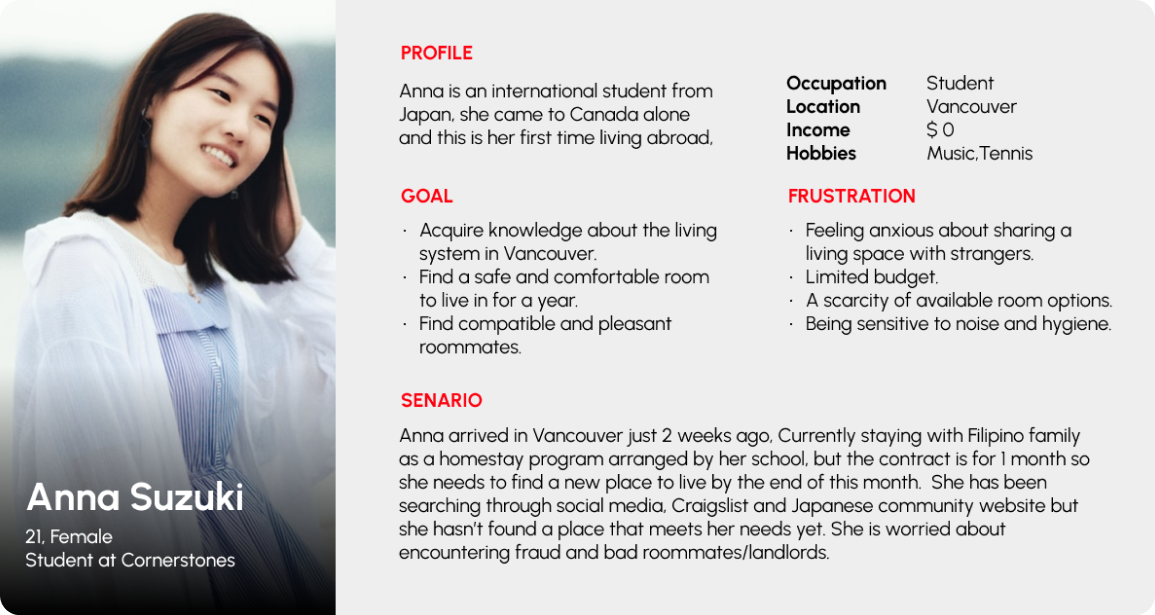 PROFILE
Anna is an international student from
Japan, she came to Canada alone
and this is her first time living abroad,
Occupation Student
Location Vancouver
Income $ 0
Hobbies Music,Tennis
GOAL
· Acquire knowledge about the living
system in Vancouver.
· Find a safe and comfortable room
to live in for a year.
· Find compatible and pleasant
roommates.
FRUSTRATION
· Feeling anxious about sharing a
living space with strangers.
· Limited budget.
· A scarcity of available room options.
· Being sensitive to noise and hygiene.
SENARIO
Anna arrived in Vancouver just 2 weeks ago, Currently staying with Filipino family
as a homestay program arranged by her school, but the contract is for 1 month so
she needs to find a new place to live by the end of this month. She has been
searching through social media, Craigslist and Japanese community website but
she hasn't found a place that meets her needs yet. She is worried about
encountering fraud and bad roommates/landlords.
Anna Suzuki
21, Female
Student at Cornerstones